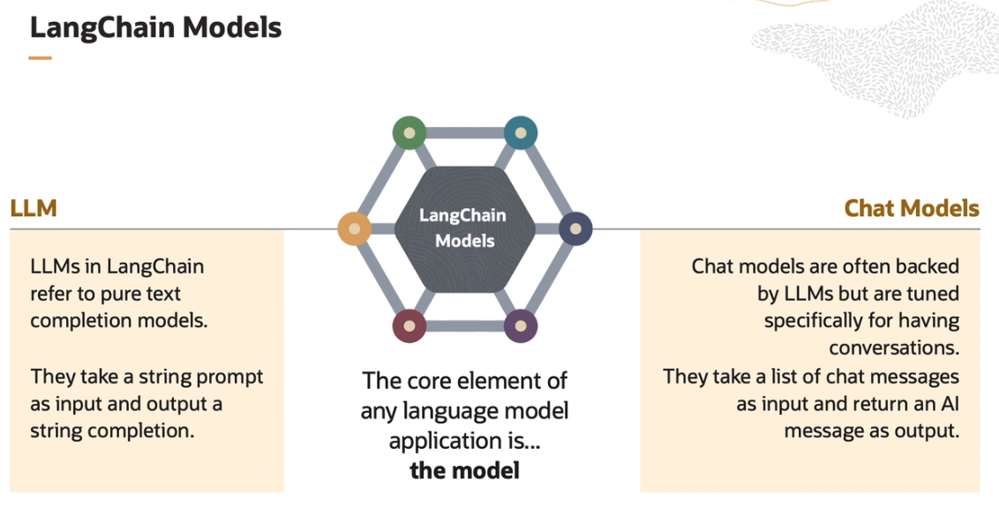 LangChain Models
LLM
LLMs in LangChain
refer to pure text
completion models.
They take a string prompt
as input and output a
string completion.
LangChain
Models
The core element of
any language model
application is...
the model
Chat Models
Chat models are often backed
by LLMs but are tuned
specifically for having
conversations.
They take a list of chat messages
as input and return an AI
message as output.